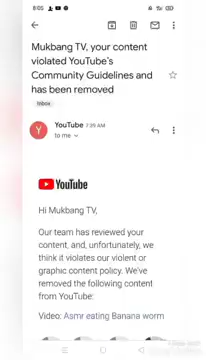 8:05
Mukbang TV, your content
violated YouTube's
Community Guidelines and
has been removed
Inbox
Y
YouTube 7:39 AM
to me
YouTube
Hi Mukbang TV,
Our team has reviewed your
content, and, unfortunately, we
think it violates our violent or
graphic content policy. We've
removed the following content
from YouTube:
Video: Asmr eating Banana worm